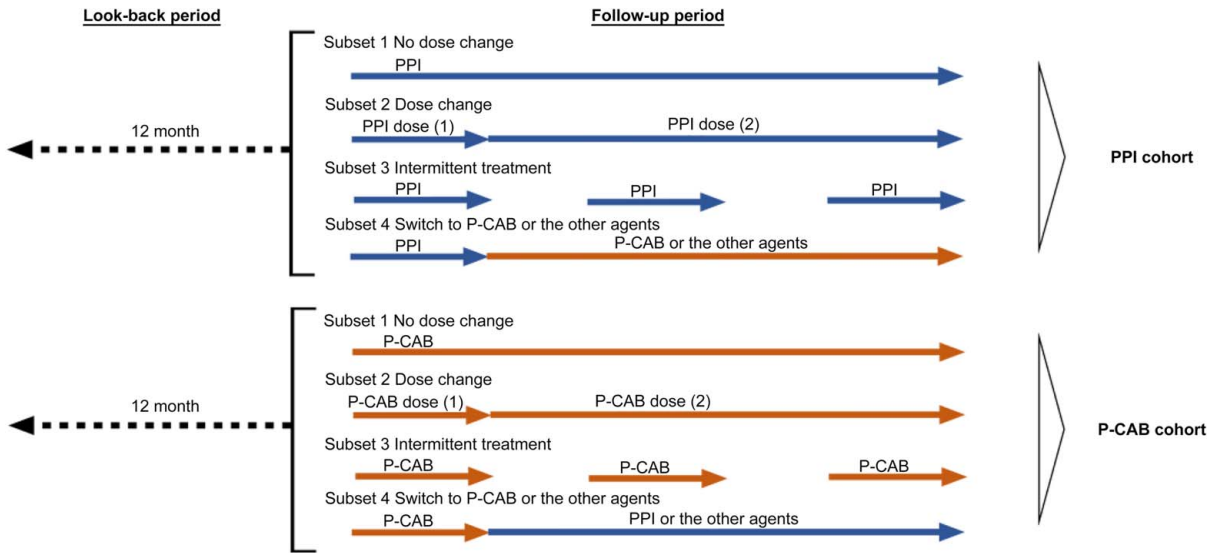 Look-back period
Follow-up period
Subset 1 No dose change
PPI
Subset 2 Dose change
PPI dose (1)
PPI dose (2)
12 month
Subset 3 Intermittent treatment
PPI
PPI
PPI
PPI cohort
Subset 4 Switch to P-CAB or the other agents
PPI
P-CAB or the other agents
Subset 1 No dose change
P-CAB
Subset 2 Dose change
P-CAB dose (1)
P-CAB dose (2)
12 month
Subset 3 Intermittent treatment
P-CAB
P-CAB
P-CAB
P-CAB cohort
Subset 4 Switch to P-CAB or the other agents
P-CAB
PPI or the other agents